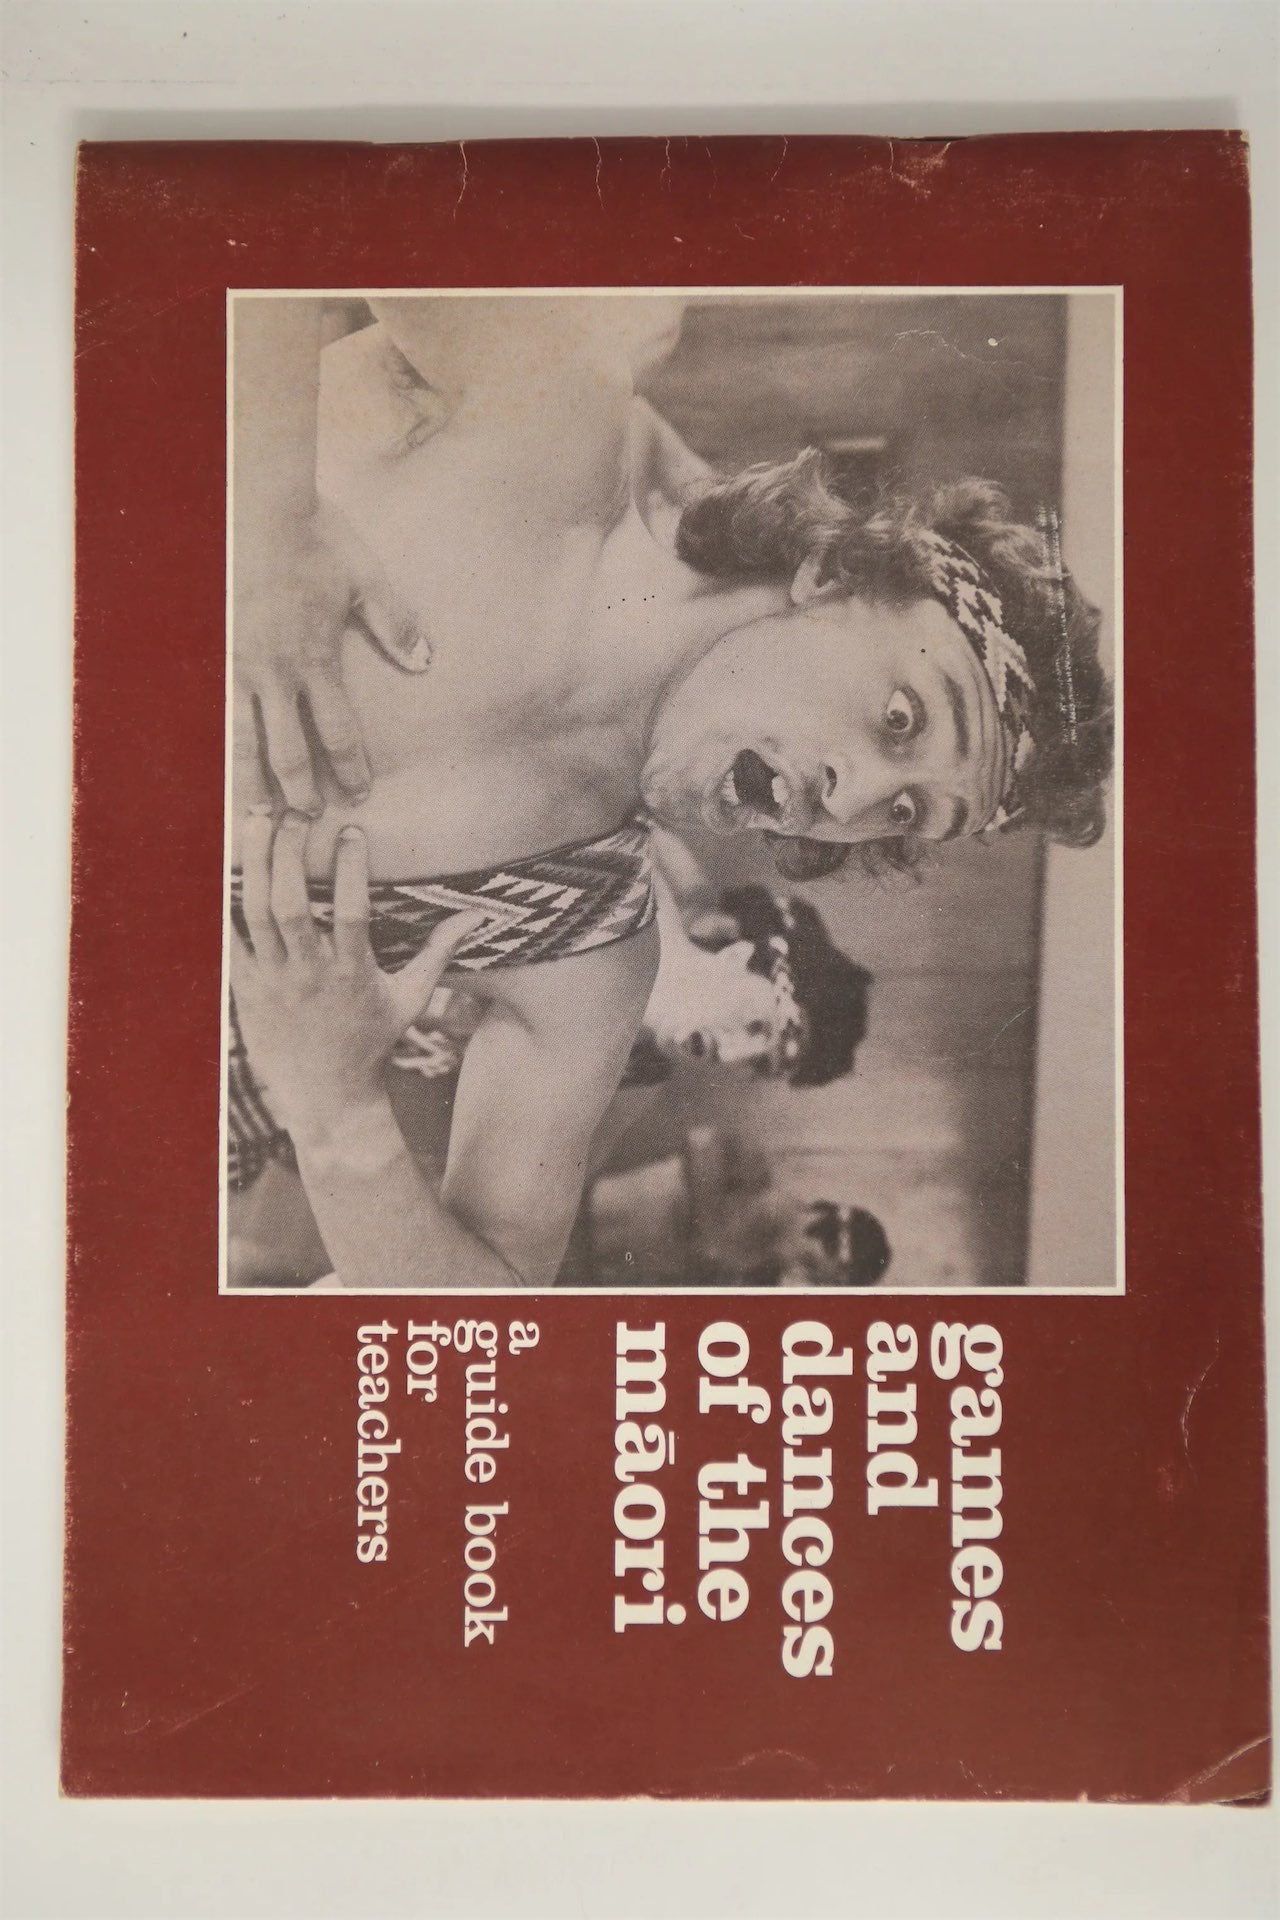 games
and
dances
of the
māori
a
guide book
for
teachers